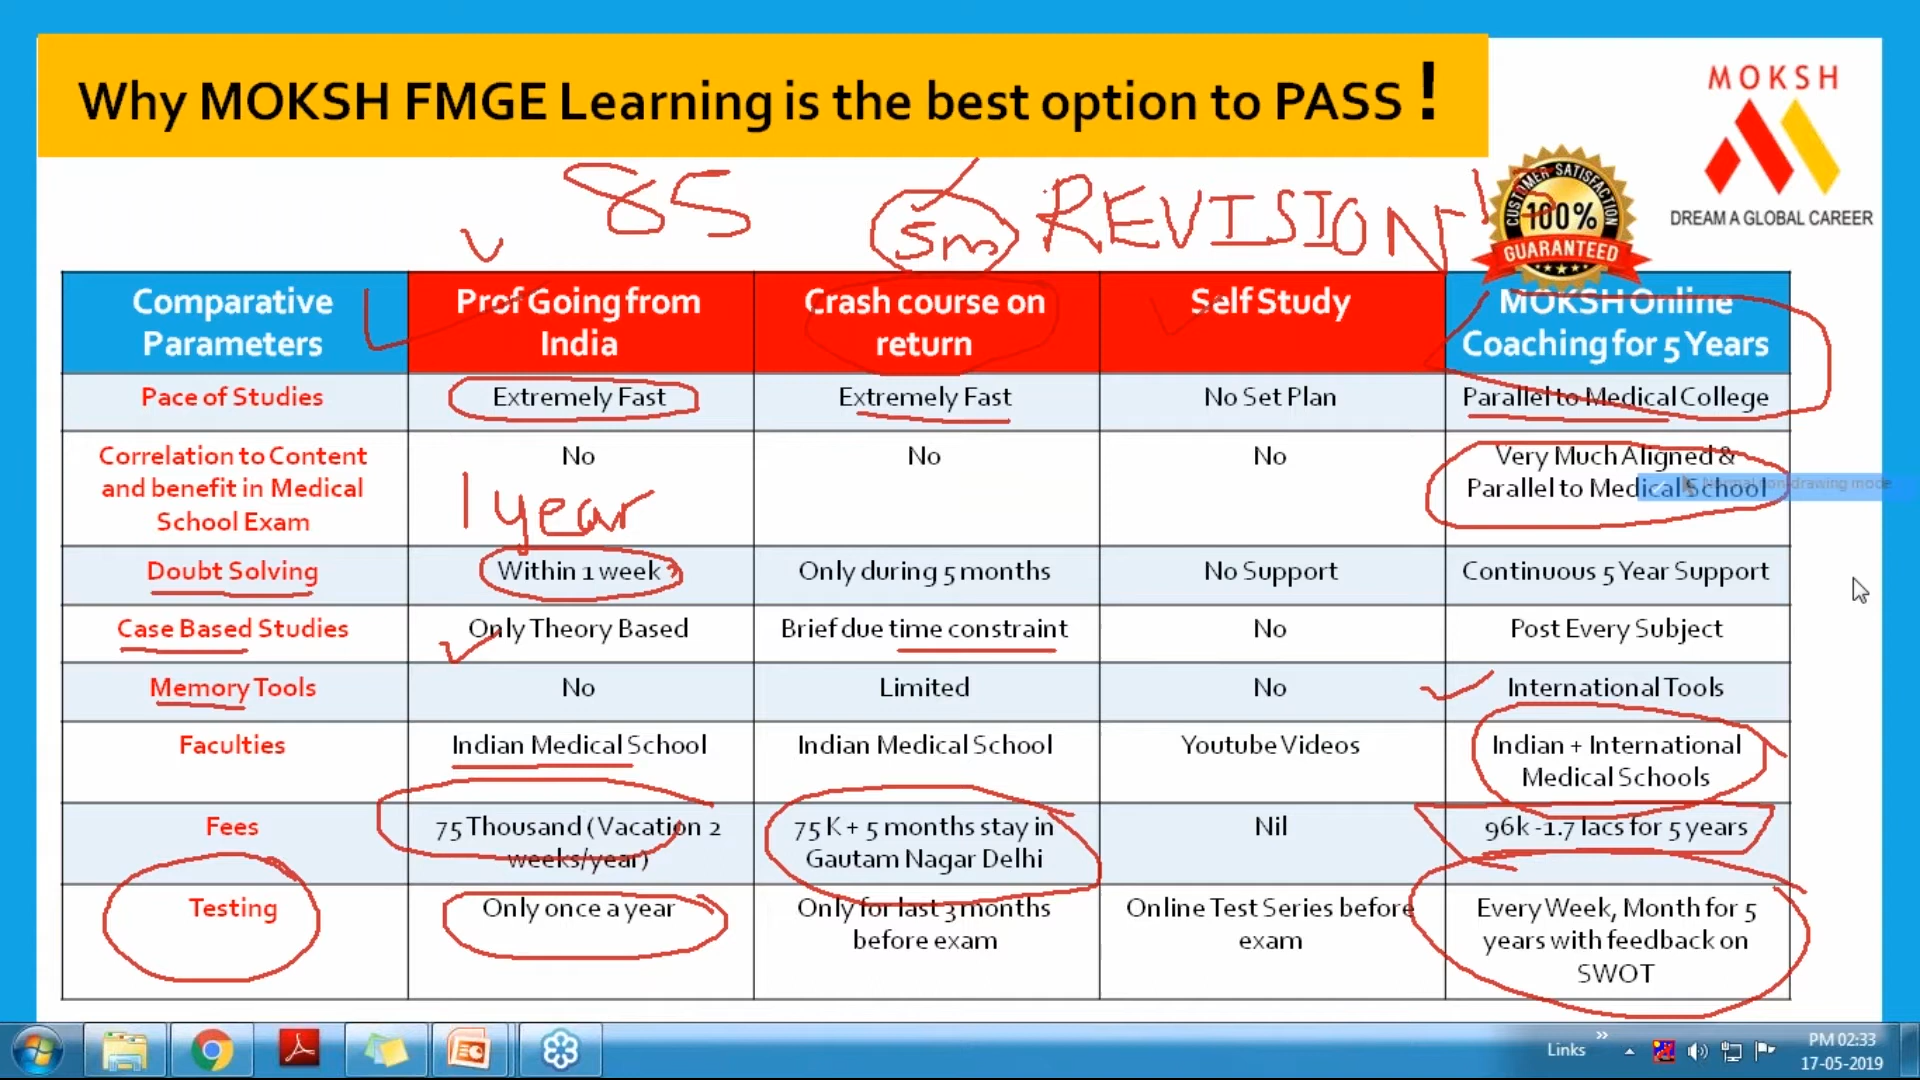 Why MOKSH FMGE Learning is the best option to PASS !
MOKSH
DREAM A GLOBAL CAREER
CUSTOMER SATISFACTION
100%
GUARANTEED
85
5m
REVISION
Comparative
Parameters
Prof Going from
India
Crash course on
return
Self Study
MOKSH Online
Coaching for 5 Years
Pace of Studies
Extremely Fast
Extremely Fast
No Set Plan
Parallel to Medical College
Correlation to Content
and benefit in Medical
School Exam
No
1 year
No
No
Very Much Aligned &
Parallel to Medical School
Doubt Solving
Within 1 week
Only during 5 months
No Support
Continuous 5 Year Support
Case Based Studies
Only Theory Based
Brief due time constraint
No
Post Every Subject
Memory Tools
No
Limited
No
International Tools
Faculties
Indian Medical School
Indian Medical School
Youtube Videos
Indian + International
Medical Schools
Fees
75 Thousand (Vacation 2
weeks/year)
75 K + 5 months stay in
Gautam Nagar Delhi
Nil
96k -1.7 lacs for 5 years
Testing
Only once a year
Only for last 3 months
before exam
Online Test Series before
exam
Every Week, Month for 5
years with feedback on
SWOT
Links
PM 02:33
17-05-2019